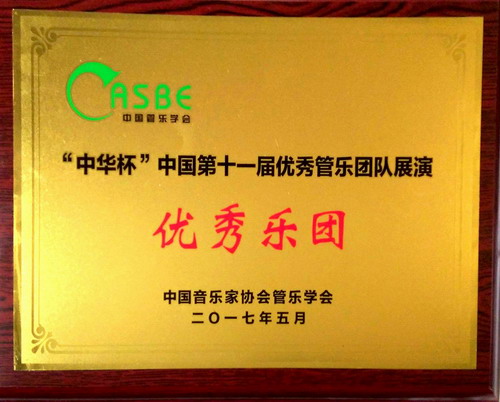 CASBE
中国管乐学会
“中华杯”中国第十一届优秀管乐团队展演
优秀乐团
中国音乐家协会管乐学会
二〇一七年五月